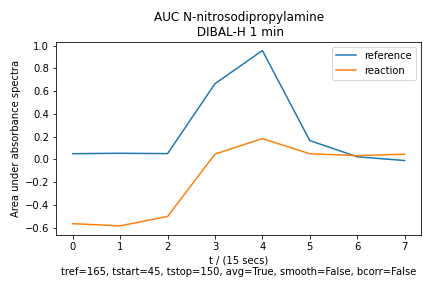 AUC N-nitrosodipropylamine
DIBAL-H 1 min
reference
reaction
Area under absorbance spectra
1.0
0.8
0.6
0.4
0.2
0.0
−0.2
−0.4
−0.6
0 1 2 3 4 5 6 7
t / (15 secs)
tref=165, tstart=45, tstop=150, avg=True, smooth=False, bcorr=False